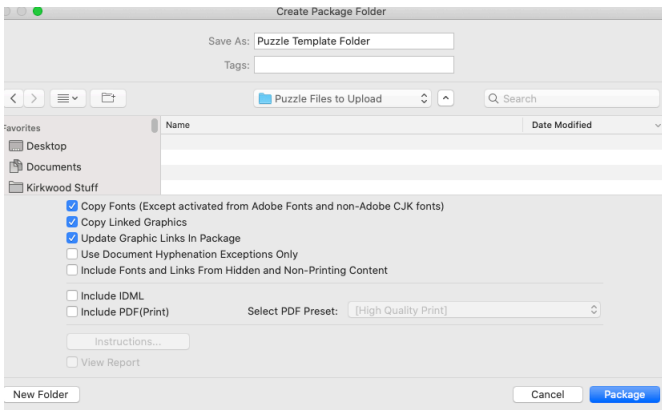 Create Package Folder
Save As: Puzzle Template Folder
Tags:
Puzzle Files to Upload
Search
Favorites
Name
Date Modified
Desktop
Documents
Kirkwood Stuff
Copy Fonts (Except activated from Adobe Fonts and non-Adobe CJK fonts)
Copy Linked Graphics
Update Graphic Links In Package
Use Document Hyphenation Exceptions Only
Include Fonts and Links From Hidden and Non-Printing Content
Include IDML
Include PDF(Print)
Select PDF Preset: [High Quality Print]
Instructions...
View Report
New Folder
Cancel
Package